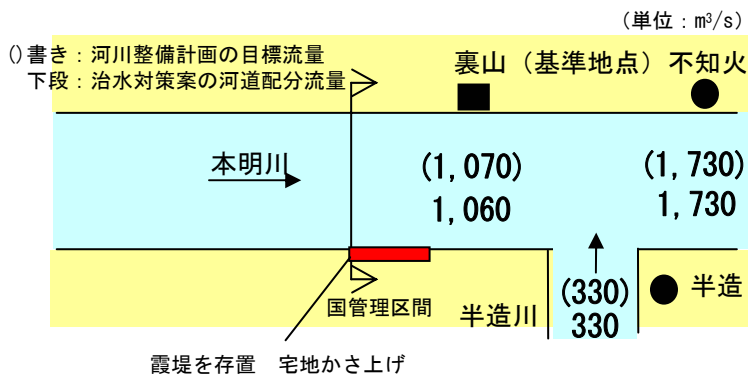 (単位：m³/s)
()書き：河川整備計画の目標流量
下段：治水対策案の河道配分流量
裏山（基準地点）不知火
本明川
(1,070)
1,060
(1,730)
1,730
(330)
330
半造
国管理区間
半造川
霞堤を存置　宅地かさ上げ